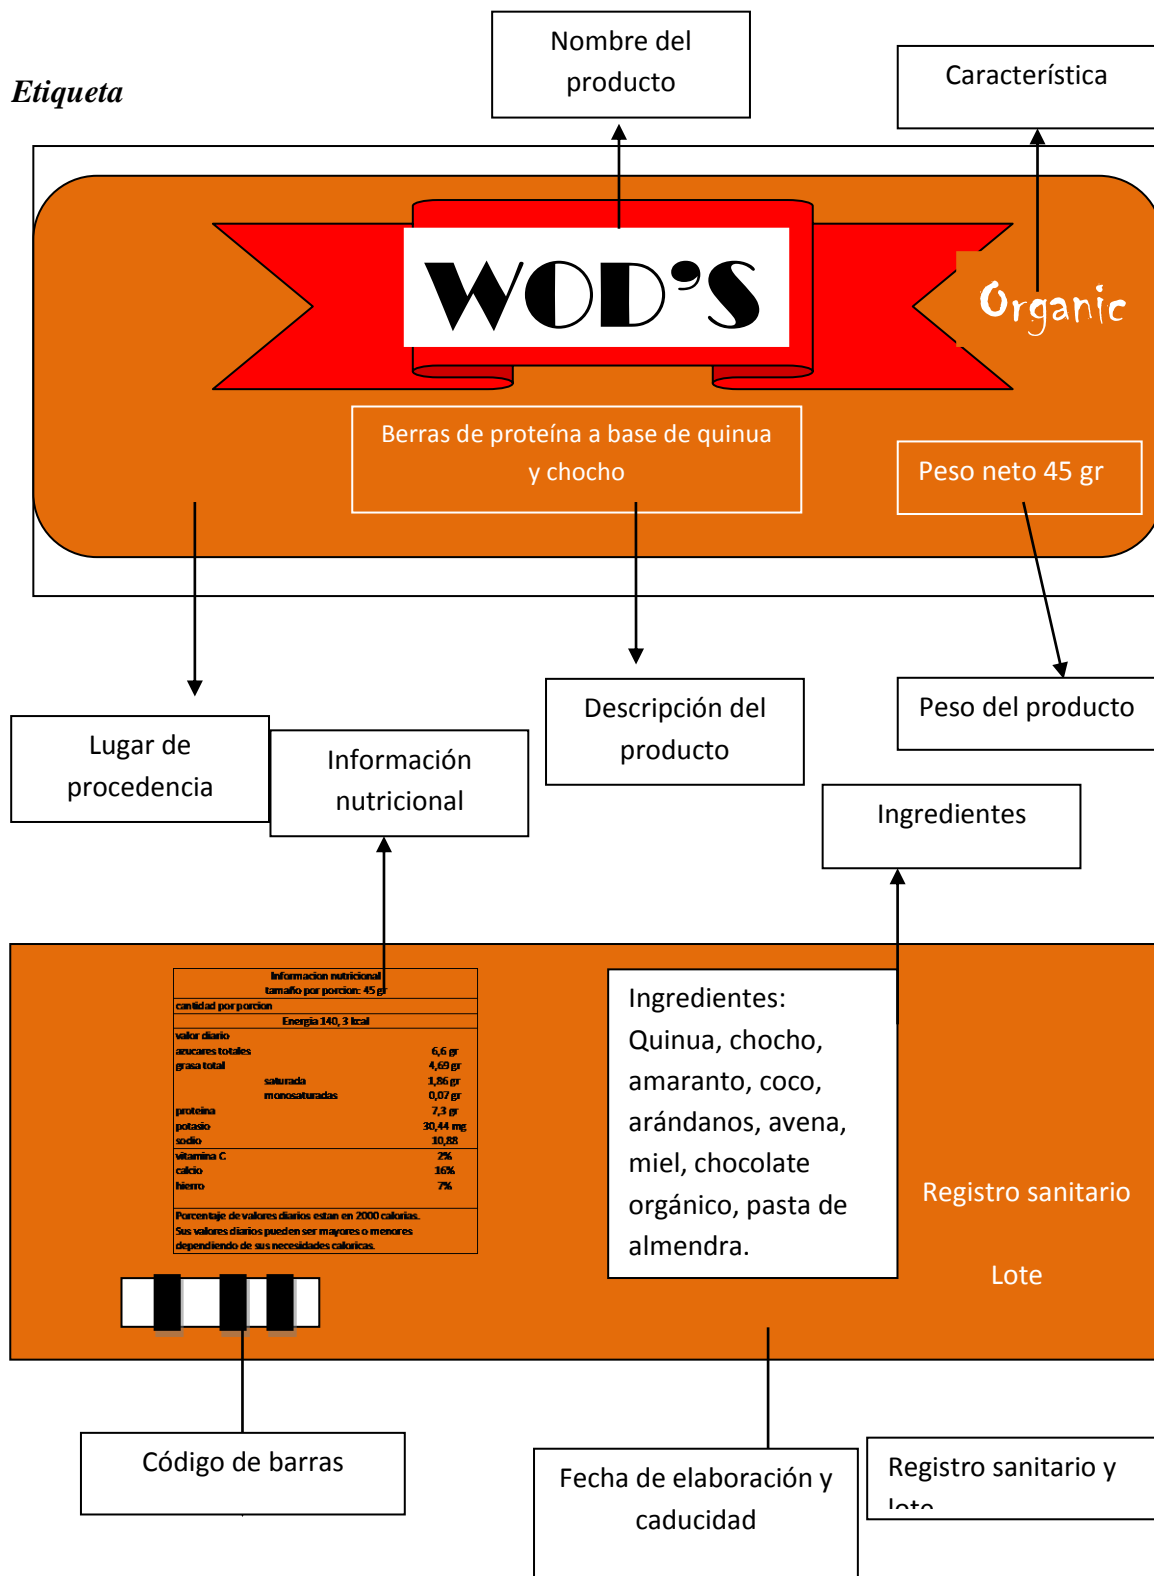 Nombre del
producto
Característica
Etiqueta
WOD’S
Organic
Berras de proteína a base de quinua
y chocho
Peso neto 45 gr
Lugar de
procedencia
Información
nutricional
Descripción del
producto
Peso del producto
Ingredientes
Informacion nutricional
tamaño por porcion: 45 gr
cantidad por porcion
Energia 140, 3 kcal
valor diario
azucares totales 6,6 gr
grasa total 4,69 gr
saturada 1,86 gr
monosaturadas 0,07 gr
proteina 7,3 gr
potasio 30,44 mg
sodio 10,88
vitamina C 2%
calcio 16%
hierro 7%
Porcentaje de valores diarios estan en 2000 calorias.
Sus valores diarios pueden ser mayores o menores
dependiendo de sus necesidades caloricas.
Ingredientes:
Quinua, chocho,
amaranto, coco,
arándanos, avena,
miel, chocolate
orgánico, pasta de
almendra.
Registro sanitario
Lote
Código de barras
Fecha de elaboración y
caducidad
Registro sanitario y
lote